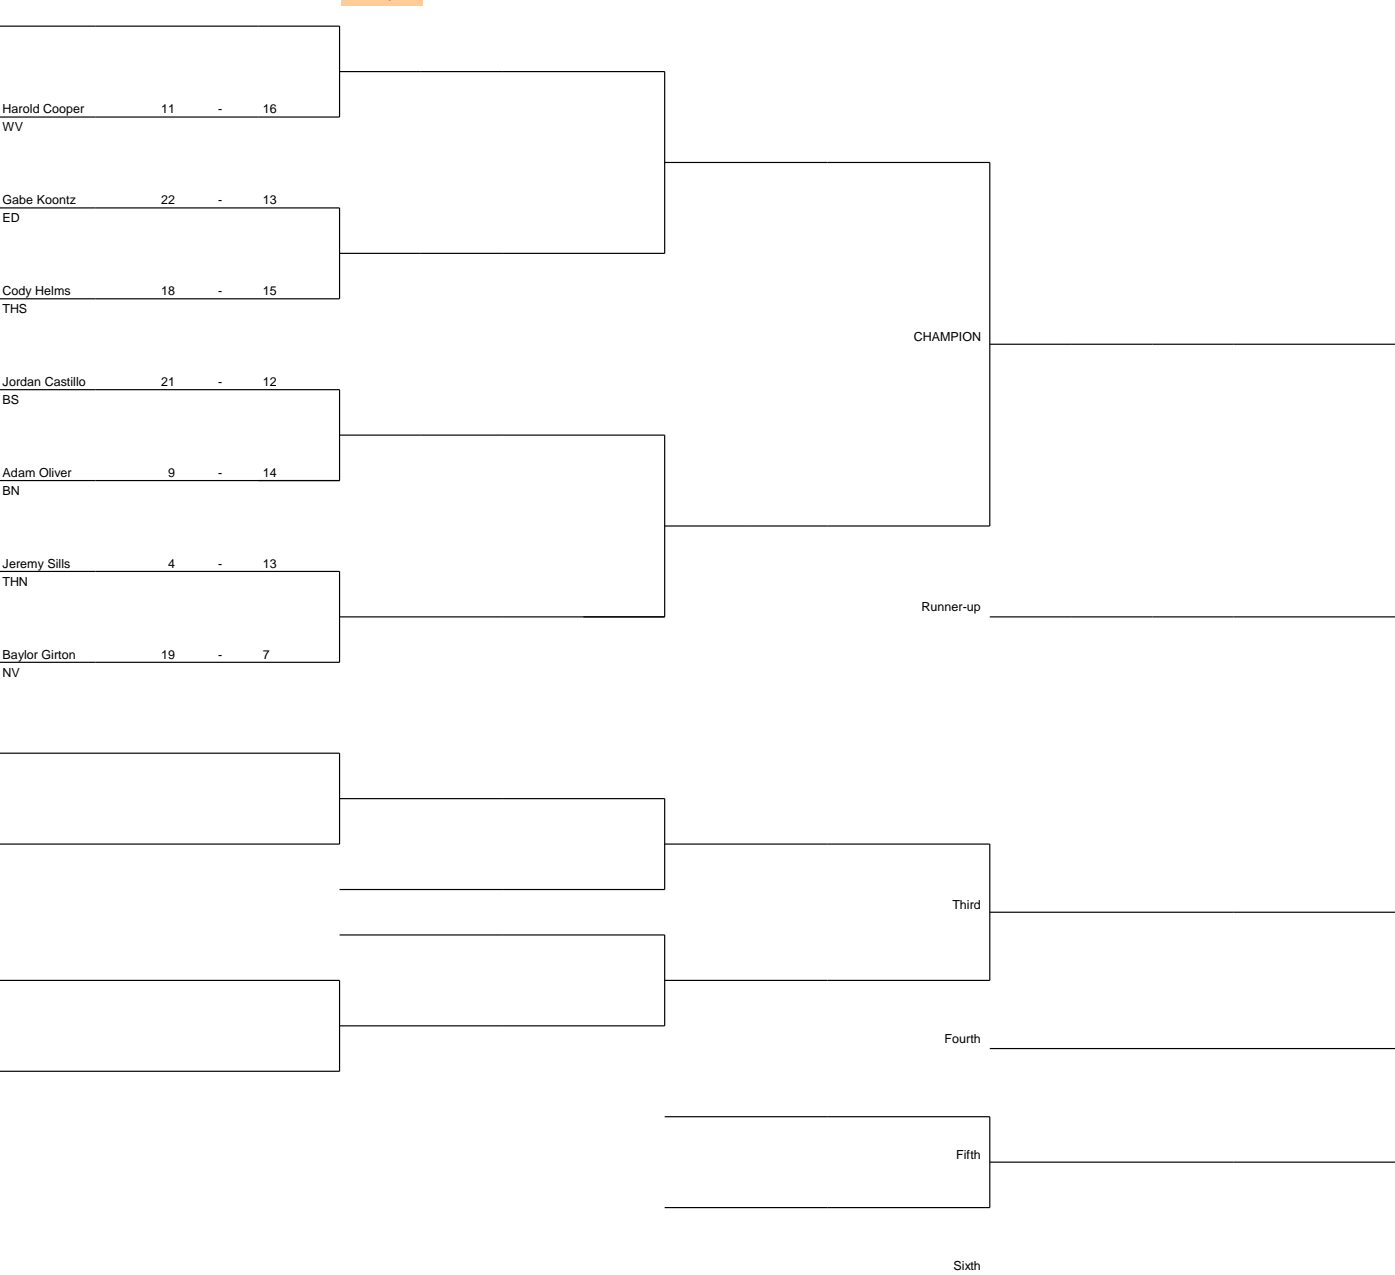 Harold Cooper 11 - 16
WV
Gabe Koontz 22 - 13
ED
Cody Helms 18 - 15
THS
CHAMPION
Jordan Castillo 21 - 12
BS
Adam Oliver 9 - 14
BN
Jeremy Sills 4 - 13
THN
Runner-up
Baylor Girton 19 - 7
NV
Third
Fourth
Fifth
Sixth